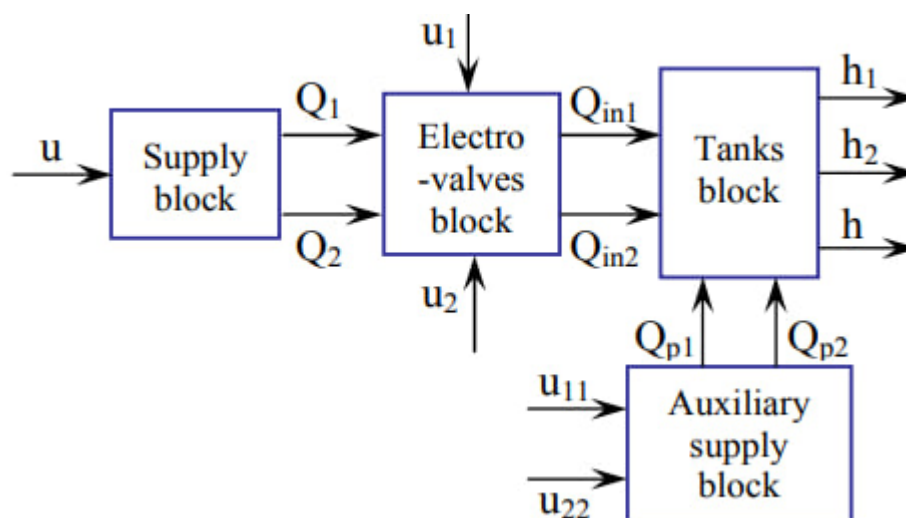 u
Supply
block
Q1
Q2
u1
Electro
-valves
block
u2
Qin1
Qin2
Tanks
block
h1
h2
h
Qp1
Qp2
u11
u22
Auxiliary
supply
block